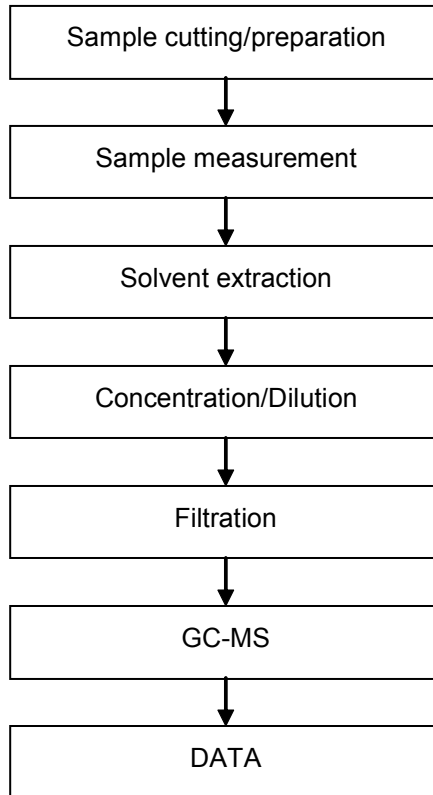 Sample cutting/preparation
Sample measurement
Solvent extraction
Concentration/Dilution
Filtration
GC-MS
DATA